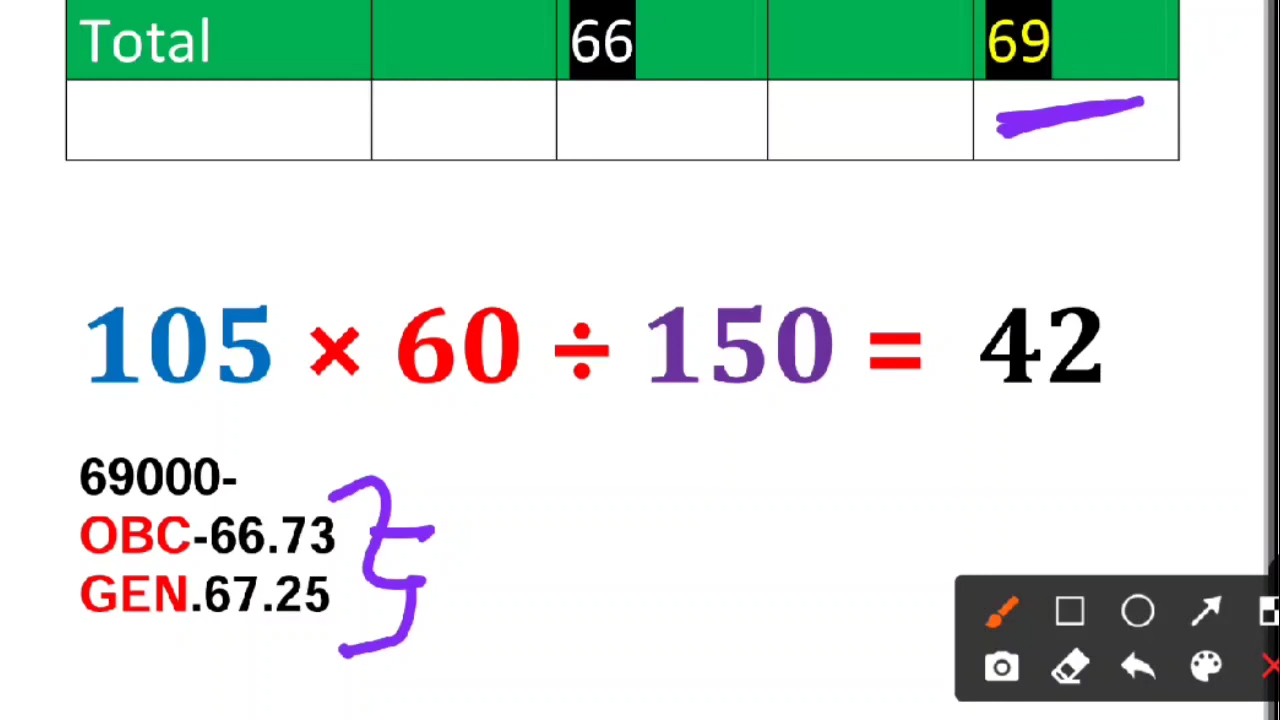 Total 66 69
105 × 60 ÷ 150 = 42
69000-
OBC-66.73
GEN.67.25